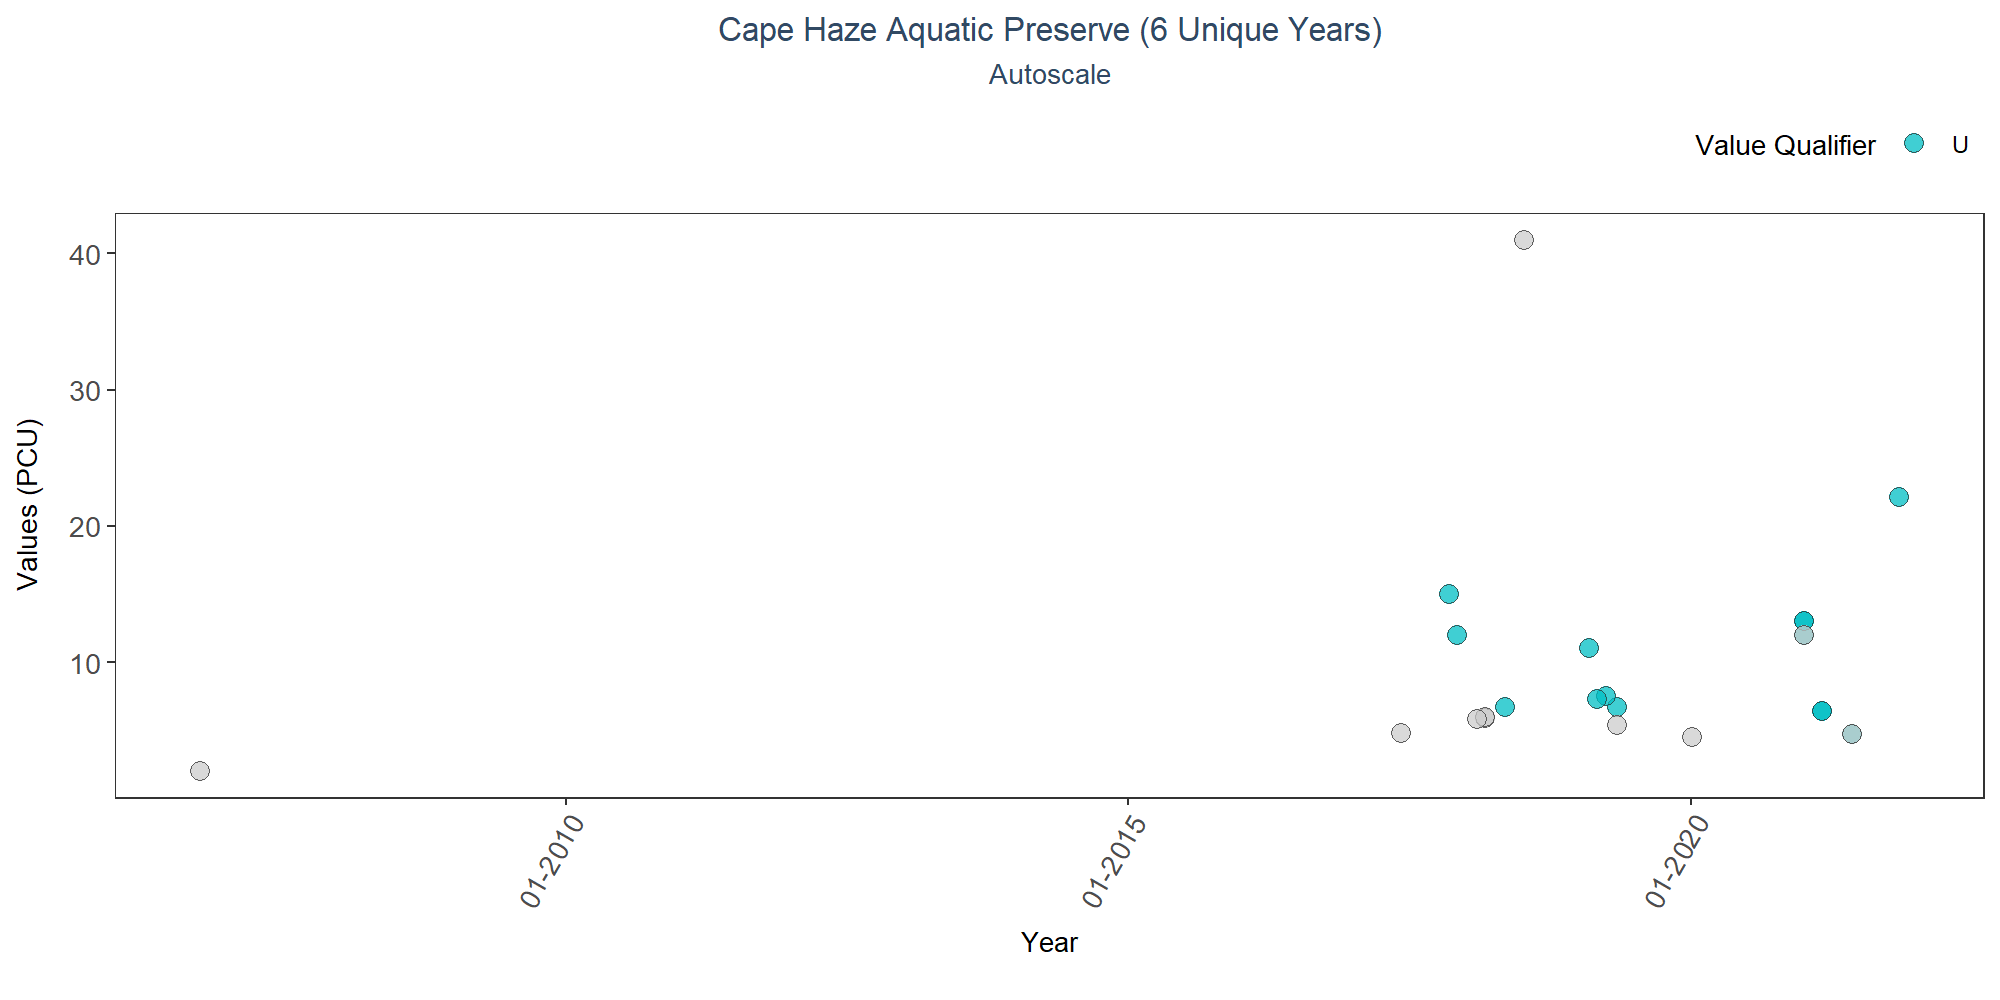 Cape Haze Aquatic Preserve (6 Unique Years)
Autoscale
Value Qualifier U
40
30
20
10
Values (PCU)
01-2010
01-2015
01-2020
Year